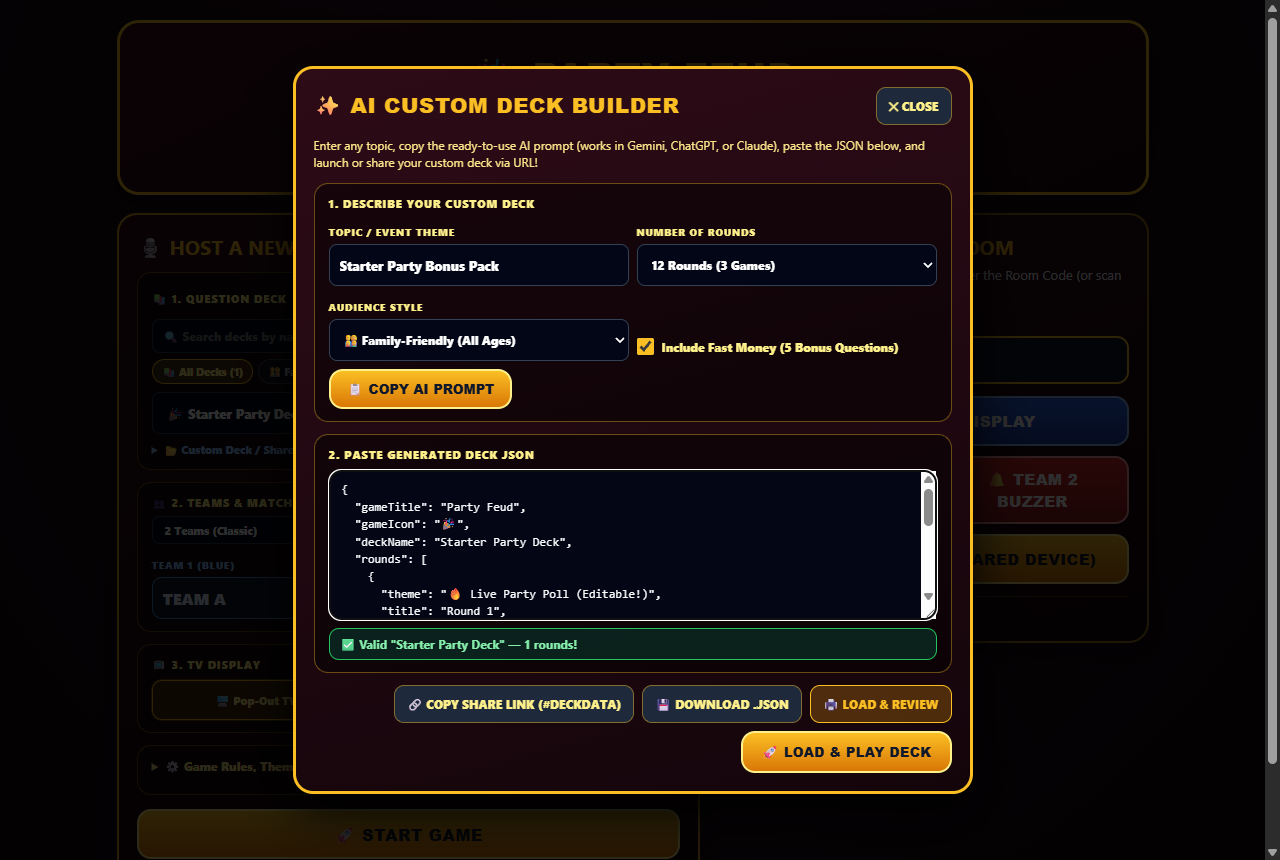 ✨ AI CUSTOM DECK BUILDER
✕ CLOSE
Enter any topic, copy the ready-to-use AI prompt (works in Gemini, ChatGPT, or Claude), paste the JSON below, and
launch or share your custom deck via URL!
1. DESCRIBE YOUR CUSTOM DECK
TOPIC / EVENT THEME
Starter Party Bonus Pack
NUMBER OF ROUNDS
12 Rounds (3 Games)
AUDIENCE STYLE
Family-Friendly (All Ages)
Include Fast Money (5 Bonus Questions)
COPY AI PROMPT
2. PASTE GENERATED DECK JSON
{
"gameTitle": "Party Feud",
"gameIcon": "🎉",
"deckName": "Starter Party Deck",
"rounds": [
{
"theme": "🔥 Live Party Poll (Editable!)",
"title": "Round 1",
✅ Valid "Starter Party Deck" — 1 rounds!
COPY SHARE LINK (#DECKDATA)
DOWNLOAD .JSON
LOAD & REVIEW
🚀 LOAD & PLAY DECK
HOST A NEW
1. QUESTION DECK
Search decks by
All Decks (1)
Starter Party
Custom Deck /
2. TEAMS & MATCH
2 Teams (Classic)
TEAM 1 (BLUE)
TEAM A
3. TV DISPLAY
Pop-Out
Game Rules,
START GAME
the Room Code (or scan
TEAM 2
BUZZER
DEVICE)